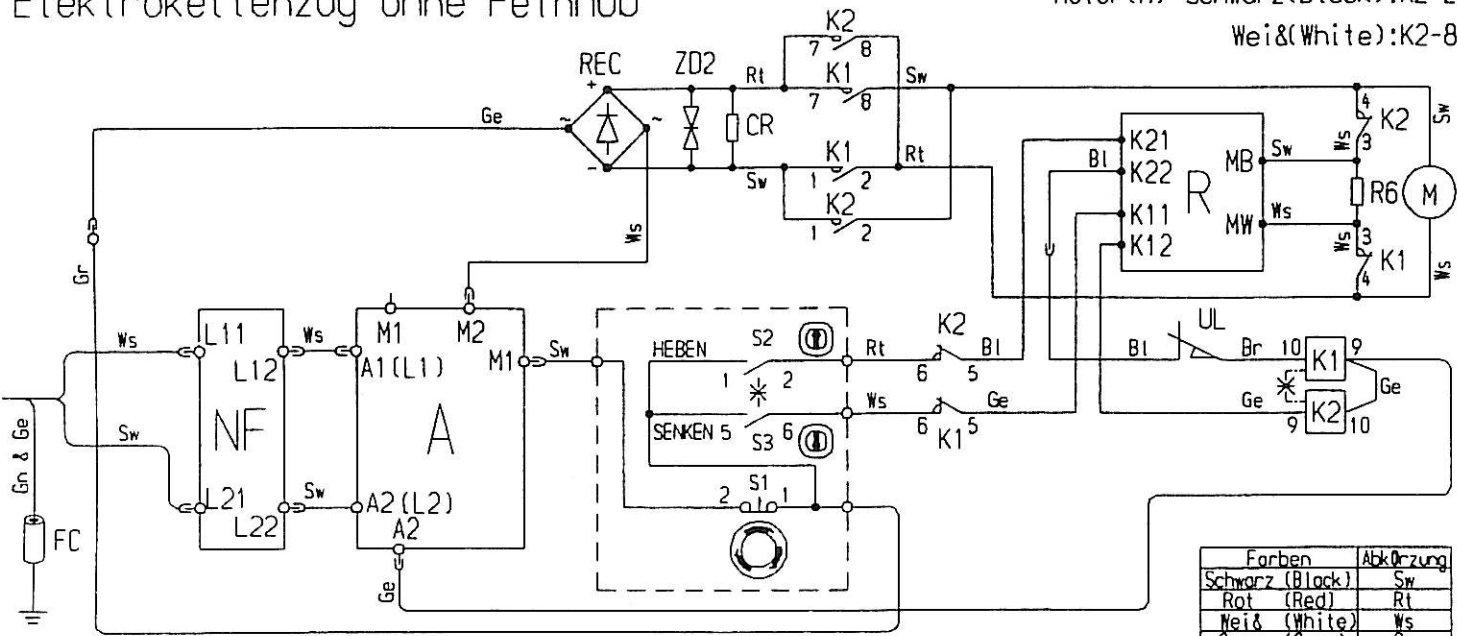 Elektrokettenzug ohne Feinhub
Wei&(White):K2-8
K2
7 8
REC ZD2 Rt K1 Sw
7 8
+
Ge ~ ~ CR
-
K1 Rt
Sw 1 2
K2
1 2
Ws
K21
Bl K22
K11
K12
R
MB Sw
MW Ws
4 K2
Ws 3
R6 M
Ws 3
K1
4
Sw
Ws
Gr
Ws L11
L12 Ws
NF
Sw L21
L22 Sw
Gn & Ge
FC
M1 M2
A1(L1) M1 Sw
A
A2(L2)
A2
Ge
HEBEN S2
1 2 Rt
SENKEN 5 6 Ws
S3
S1
2 1
K2
6 5 Bl
Ge
6 K1 5
UL
Bl Br 10 K1 9
Ge
Ge K2
9 10
Farben AbkÜrzung
Schwarz (Black) Sw
Rot (Red) Rt
Wei& (White) Ws